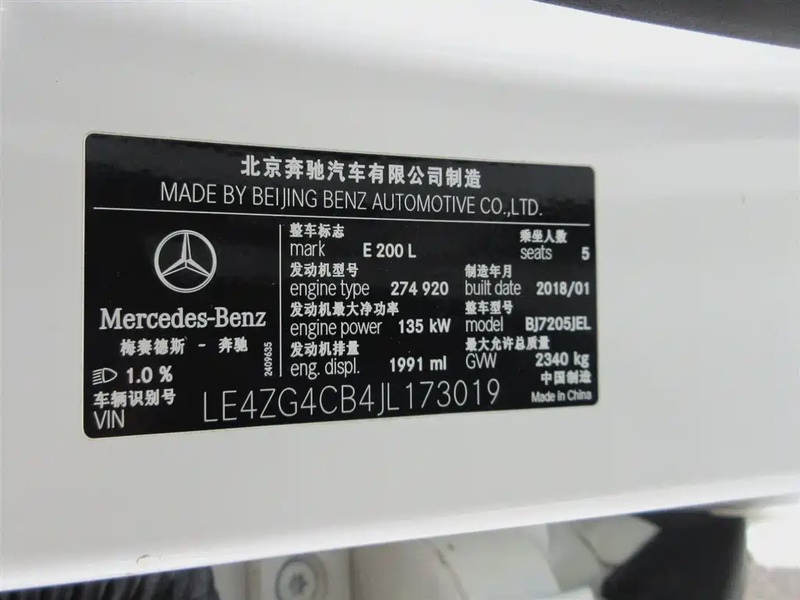 北京奔驰汽车有限公司制造
MADE BY BEIJING BENZ AUTOMOTIVE CO.,LTD.
Mercedes-Benz
梅赛德斯 - 奔驰
1.0 %
2409635
整车标志
mark E 200 L
乘坐人数
seats 5
发动机型号
engine type 274 920
制造年月
built date 2018/01
发动机最大净功率
engine power 135 kW
整车型号
model BJ7205JEL
发动机排量
eng. displ. 1991 ml
最大允许总质量
GVW 2340 kg
车辆识别号
VIN LE4ZG4CB4JL173019
中国制造
Made in China